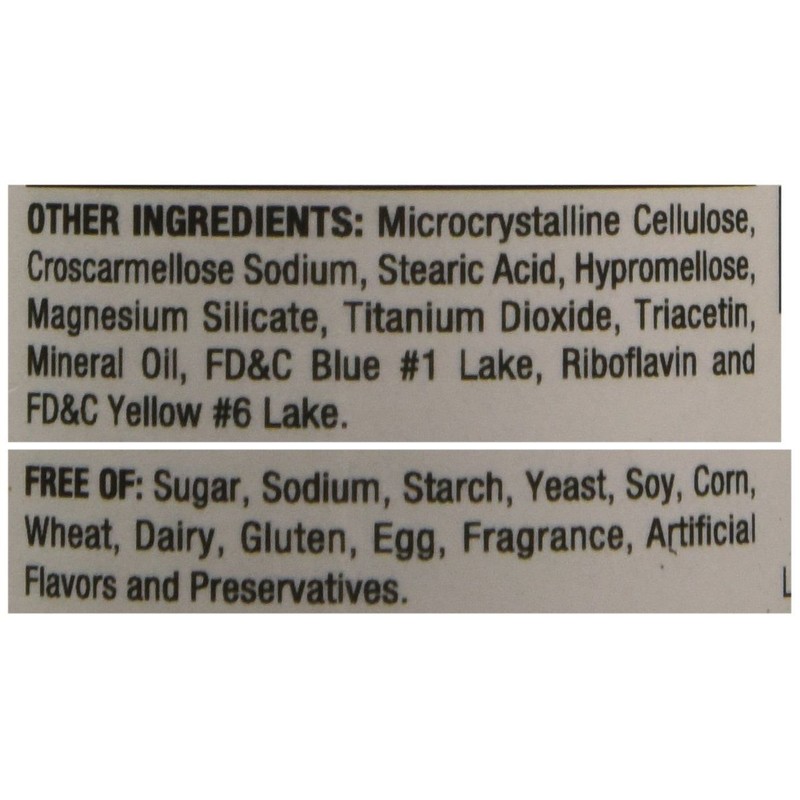 OTHER INGREDIENTS: Microcrystalline Cellulose,
Croscarmellose Sodium, Stearic Acid, Hypromellose,
Magnesium Silicate, Titanium Dioxide, Triacetin,
Mineral Oil, FD&C Blue #1 Lake, Riboflavin and
FD&C Yellow #6 Lake.
FREE OF: Sugar, Sodium, Starch, Yeast, Soy, Corn,
Wheat, Dairy, Gluten, Egg, Fragrance, Artificial
Flavors and Preservatives.